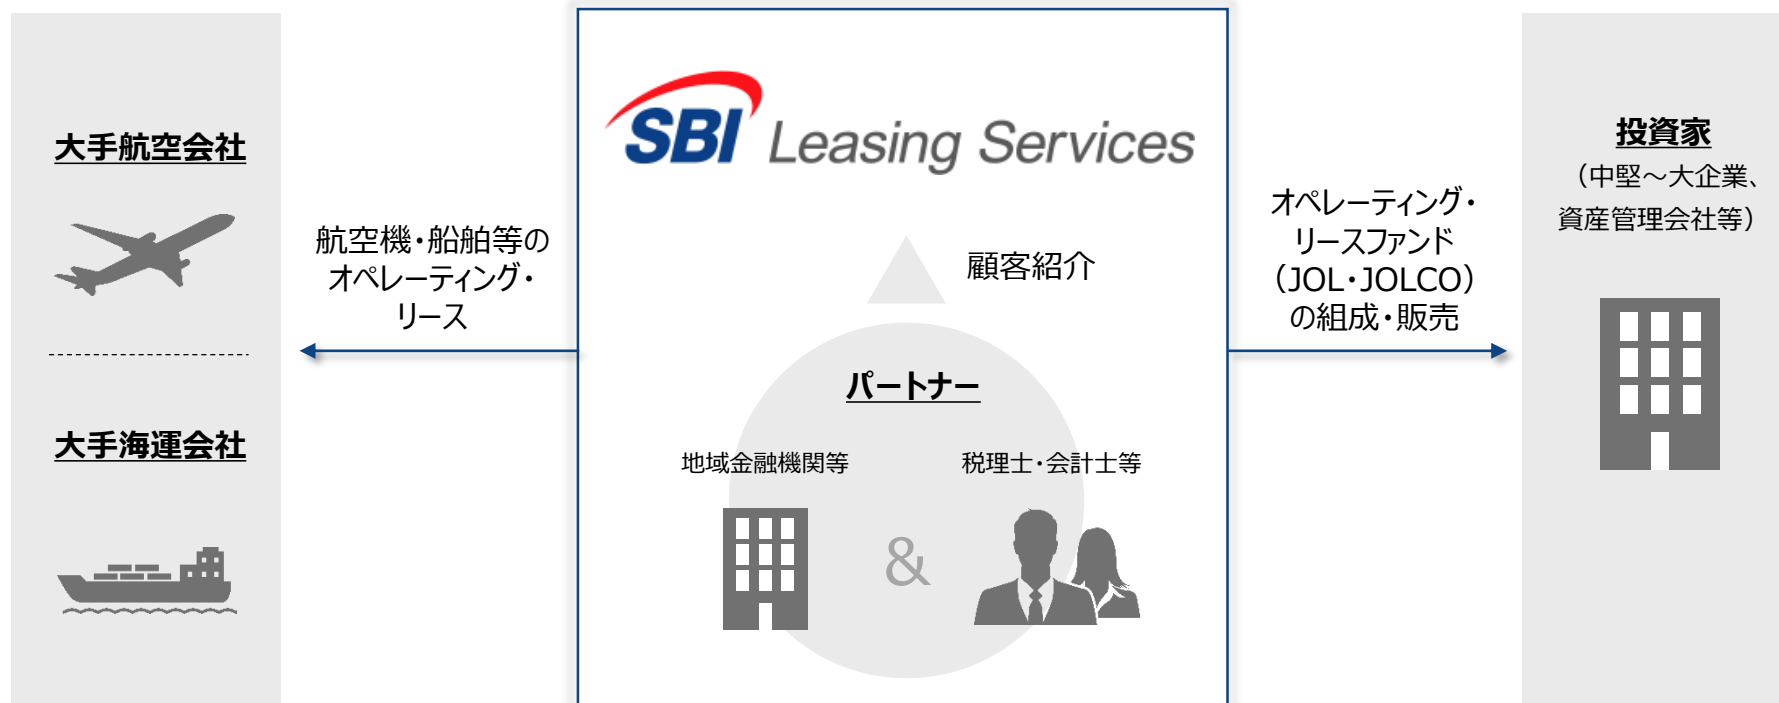 大手航空会社
大手海運会社
航空機・船舶等の
オペレーティング・
リース
SBI Leasing Services
顧客紹介
パートナー
地域金融機関等
税理士・会計士等
&
オペレーティング・
リースファンド
（JOL・JOLCO）
の組成・販売
投資家
（中堅～大企業、
資産管理会社等）